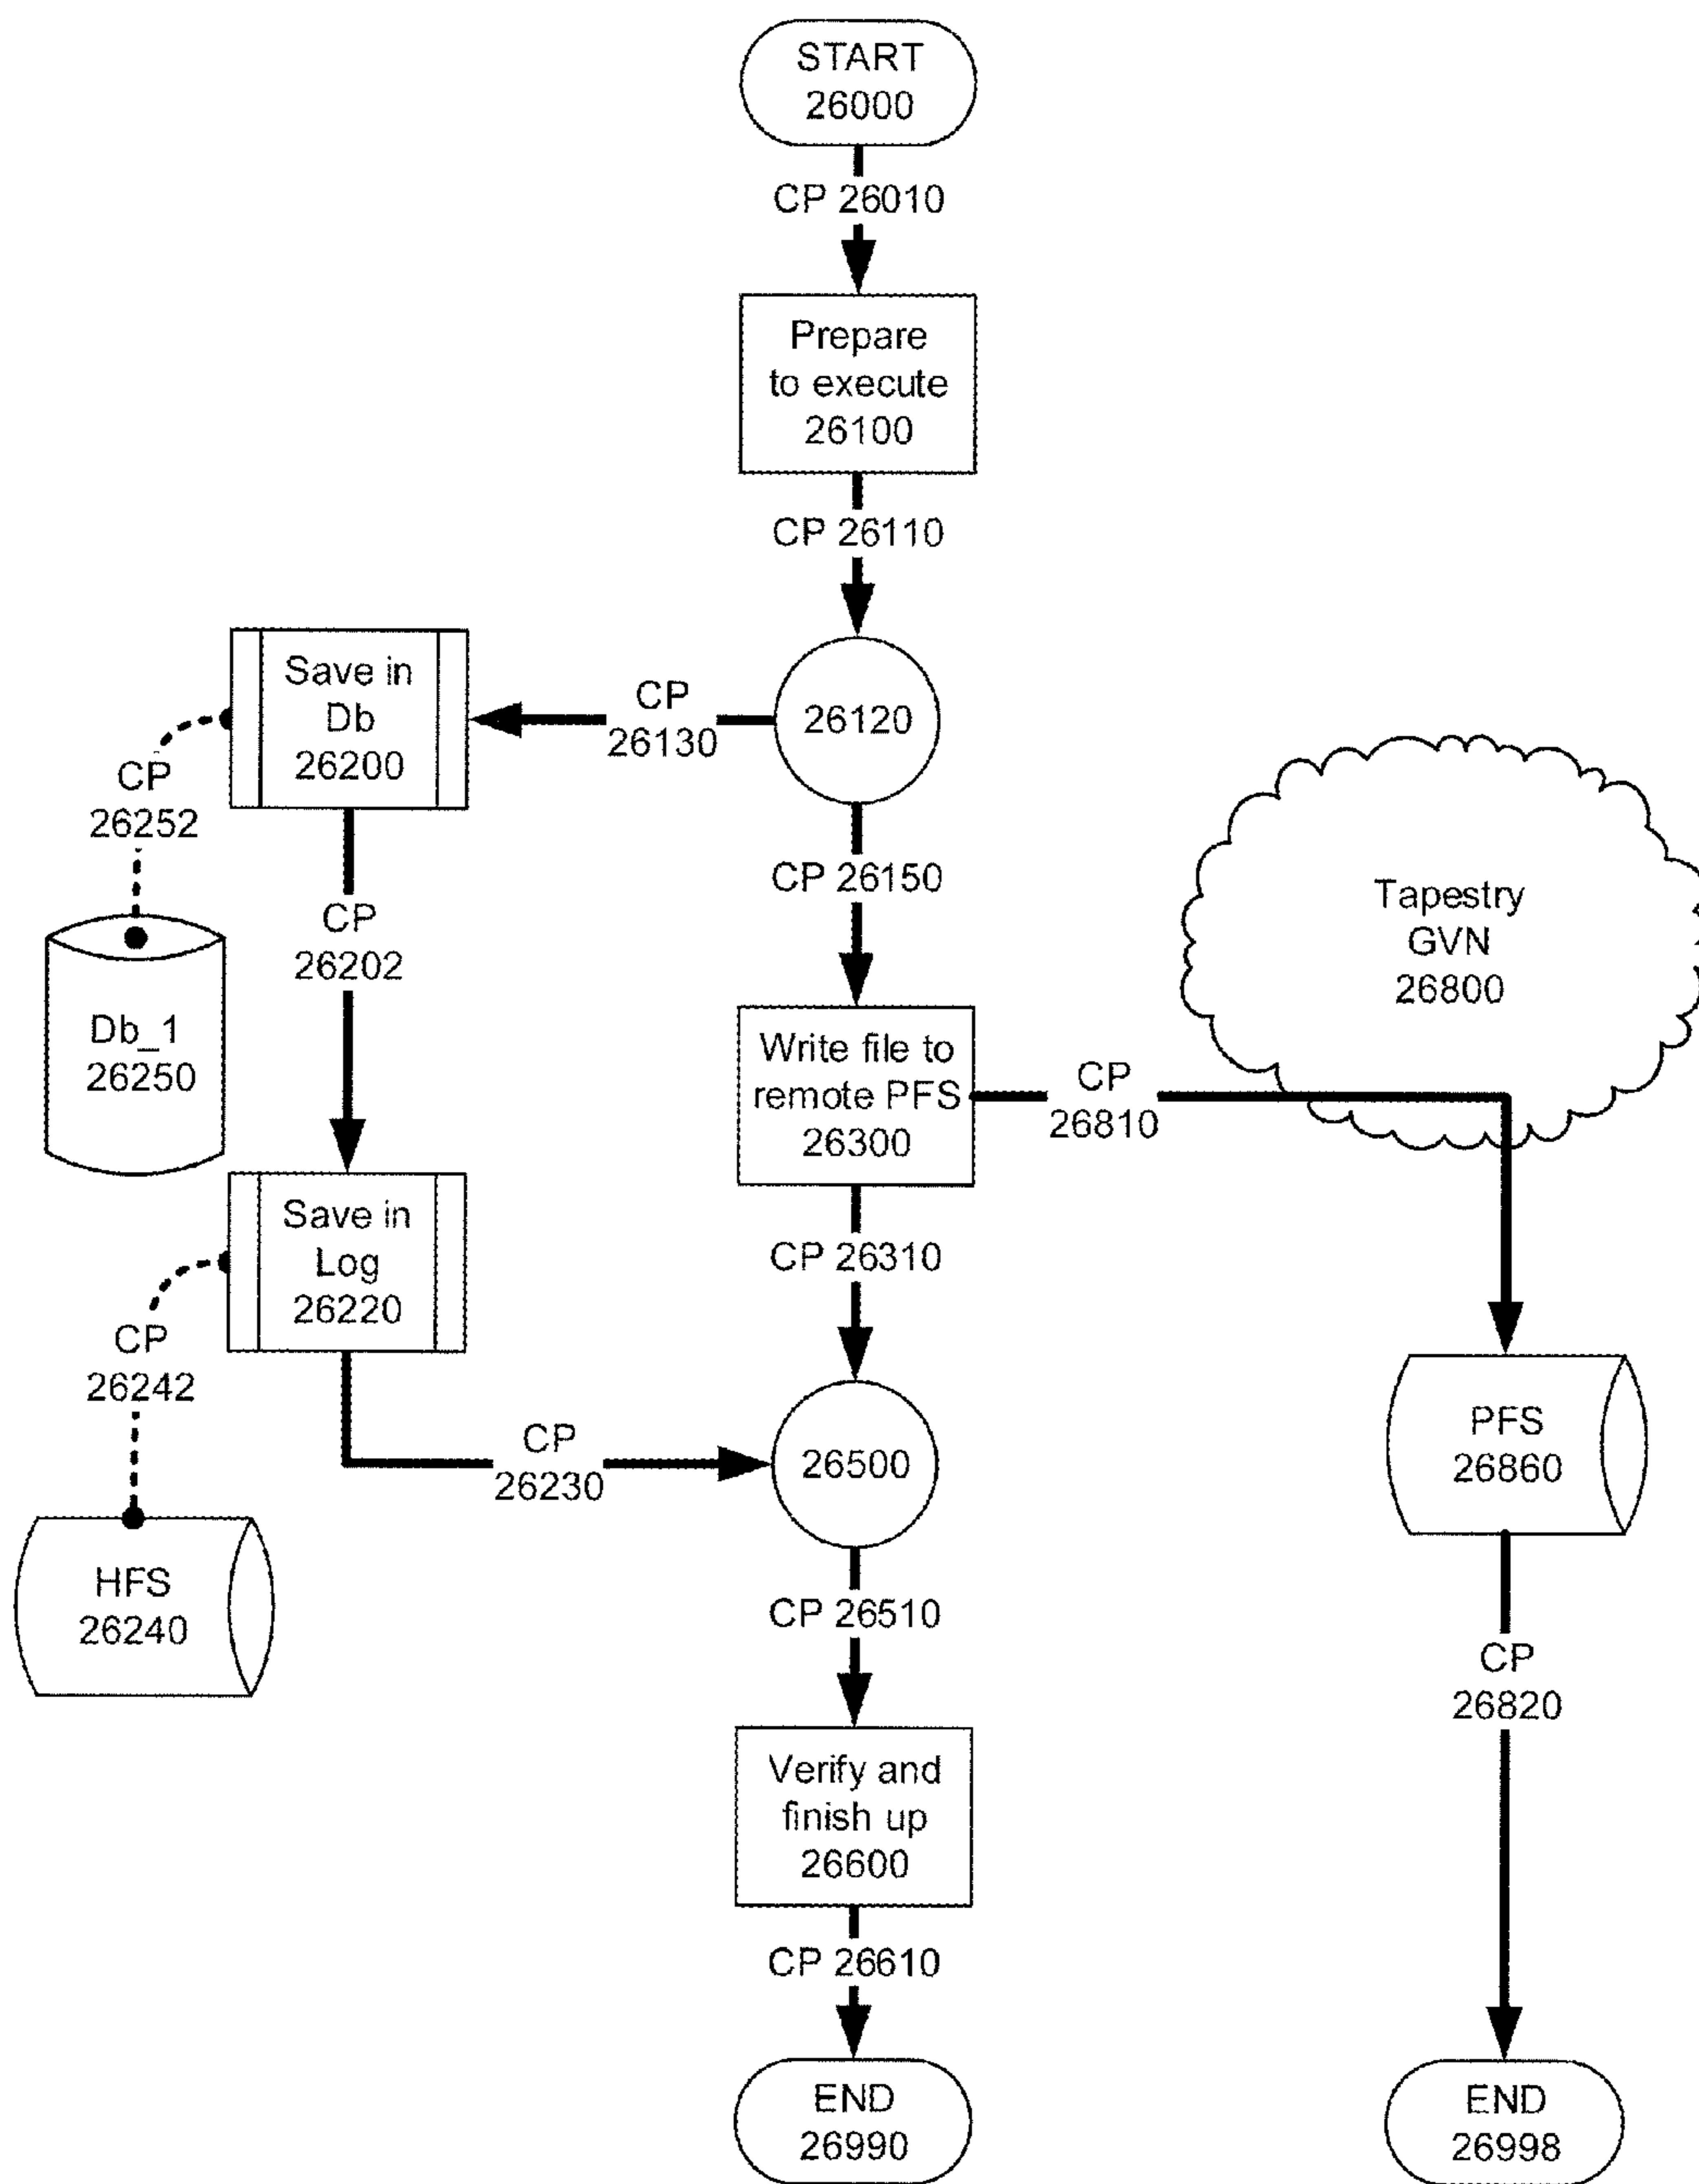 START
26000
CP 26010
Prepare
to execute
26100
CP 26110
26120
CP
26130
Save in
Db
26200
CP
26252
Db_1
26250
CP
26202
CP 26150
Tapestry
GVN
26800
Write file to
remote PFS
26300
CP
26810
Save in
Log
26220
CP
26242
HFS
26240
CP 26310
CP
26230
26500
PFS
26860
CP 26510
CP
26820
Verify and
finish up
26600
CP 26610
END
26990
END
26998